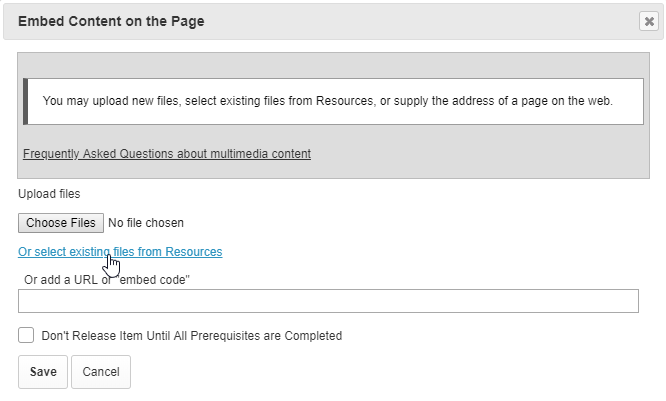 Embed Content on the Page
You may upload new files, select existing files from Resources, or supply the address of a page on the web.
Frequently Asked Questions about multimedia content
Upload files
Choose Files No file chosen
Or select existing files from Resources
Or add a URL or "embed code"
Don't Release Item Until All Prerequisites are Completed
Save Cancel